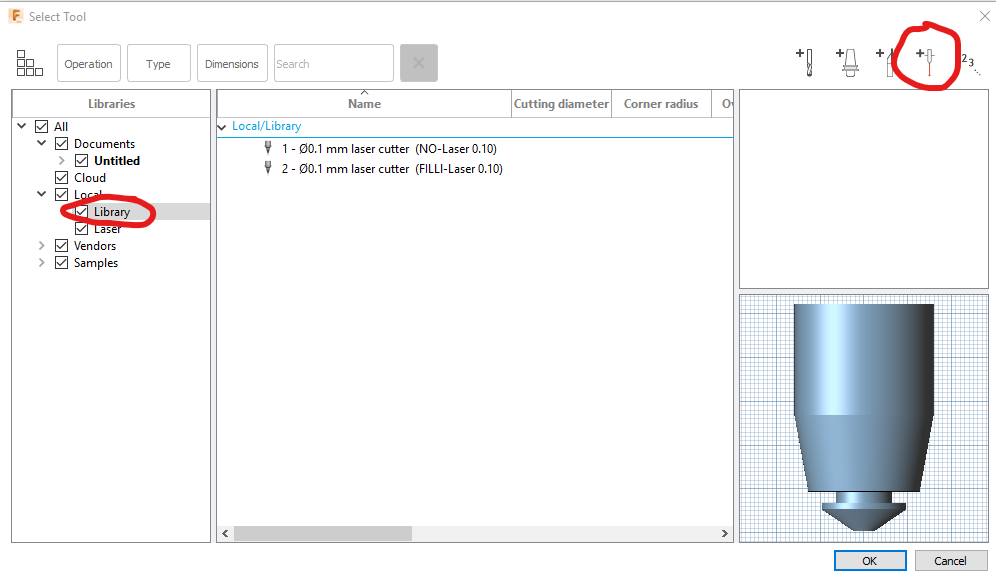 Select Tool
Operation Type Dimensions Search
23
Libraries
Name Cutting diameter Corner radius
All
Documents
Untitled
Cloud
Local
Library
Laser
Vendors
Samples
Local/Library
1 - Ø0.1 mm laser cutter (NO-Laser 0.10)
2 - Ø0.1 mm laser cutter (FILLI-Laser 0.10)
OK Cancel